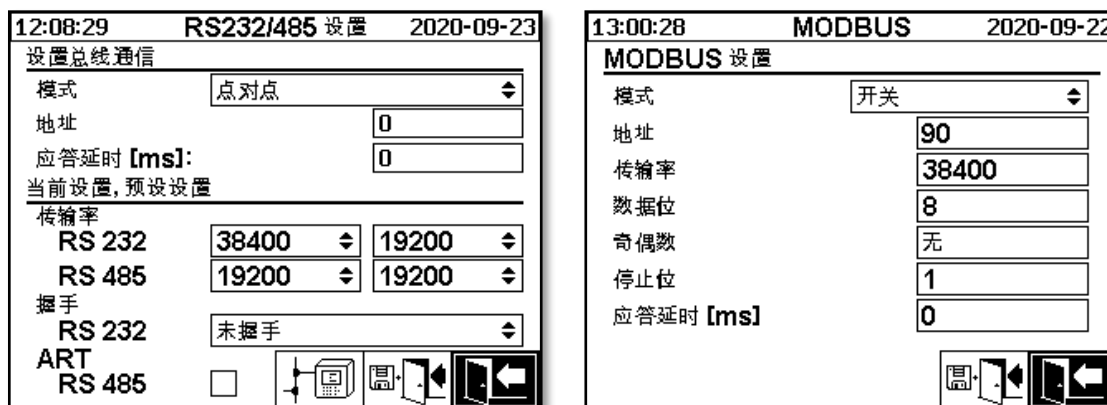 12:08:29 RS232/485 设置 2020-09-23
设置总线通信
模式 点对点
地址 0
应答延时 [ms]: 0
当前设置, 预设设置
传输率
RS 232 38400 19200
RS 485 19200 19200
握手
RS 232 未握手
ART
RS 485
13:00:28 MODBUS 2020-09-22
MODBUS 设置
模式 开关
地址 90
传输率 38400
数据位 8
奇偶数 无
停止位 1
应答延时 [ms] 0